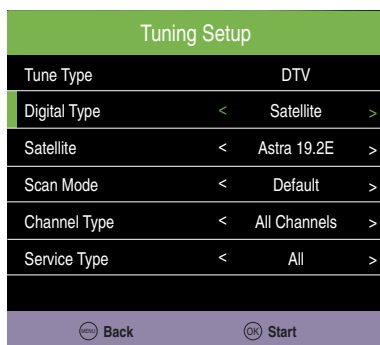 Tuning Setup
Tune Type DTV
Digital Type < Satellite >
Satellite < Astra 19.2E >
Scan Mode < Default >
Channel Type < All Channels >
Service Type < All >
MENU Back OK Start